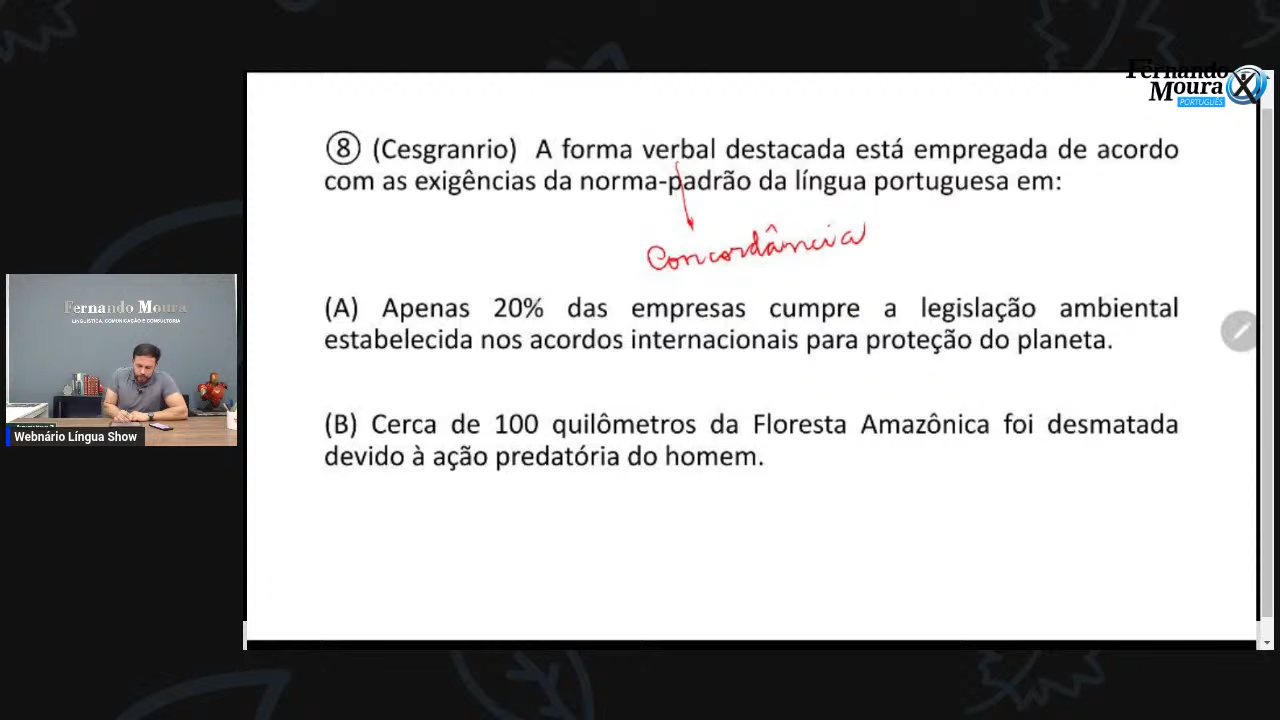 Fernando
Moura
PORTUGUÊS
⑧ (Cesgranrio) A forma verbal destacada está empregada de acordo
com as exigências da norma-padrão da língua portuguesa em:
Concordância
(A) Apenas 20% das empresas cumpre a legislação ambiental
estabelecida nos acordos internacionais para proteção do planeta.
(B) Cerca de 100 quilômetros da Floresta Amazônica foi desmatada
devido à ação predatória do homem.
Fernando Moura
LINGUÍSTICA, COMUNICAÇÃO E CONSULTORIA
Webnário Língua Show